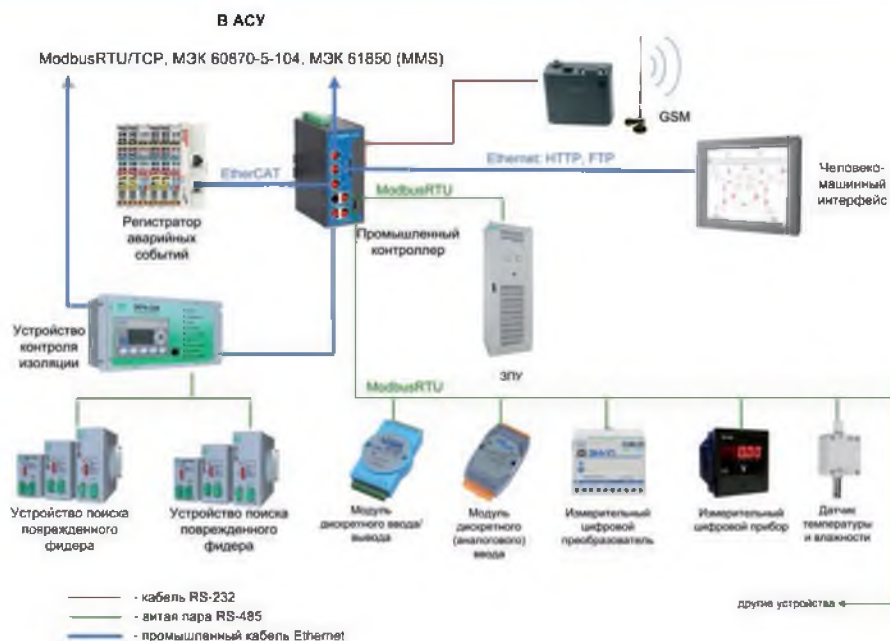 В АСУ
ModbusRTU/TCP, МЭК 60870-5-104, МЭК 61850 (MMS)
GSM
EtherCAT
Ethernet: HTTP, FTP
ModbusRTU
Человеко-
машинный
интерфейс
Регистратор
аварийных
событий
Промышленный
контроллер
Устройство
контроля
изоляции
ЗПУ
ModbusRTU
Устройство поиска
поврежденного
фидера
Устройство поиска
поврежденного
фидера
Модуль
дискретного ввода/
вывода
Модуль
дискретного
(аналогового)
ввода
Измерительный
цифровой
преобразователь
Измерительный
цифровой прибор
Датчик
температуры
и влажности
- кабель RS-232
- витая пара RS-485
- промышленный кабель Ethernet
другие устройства